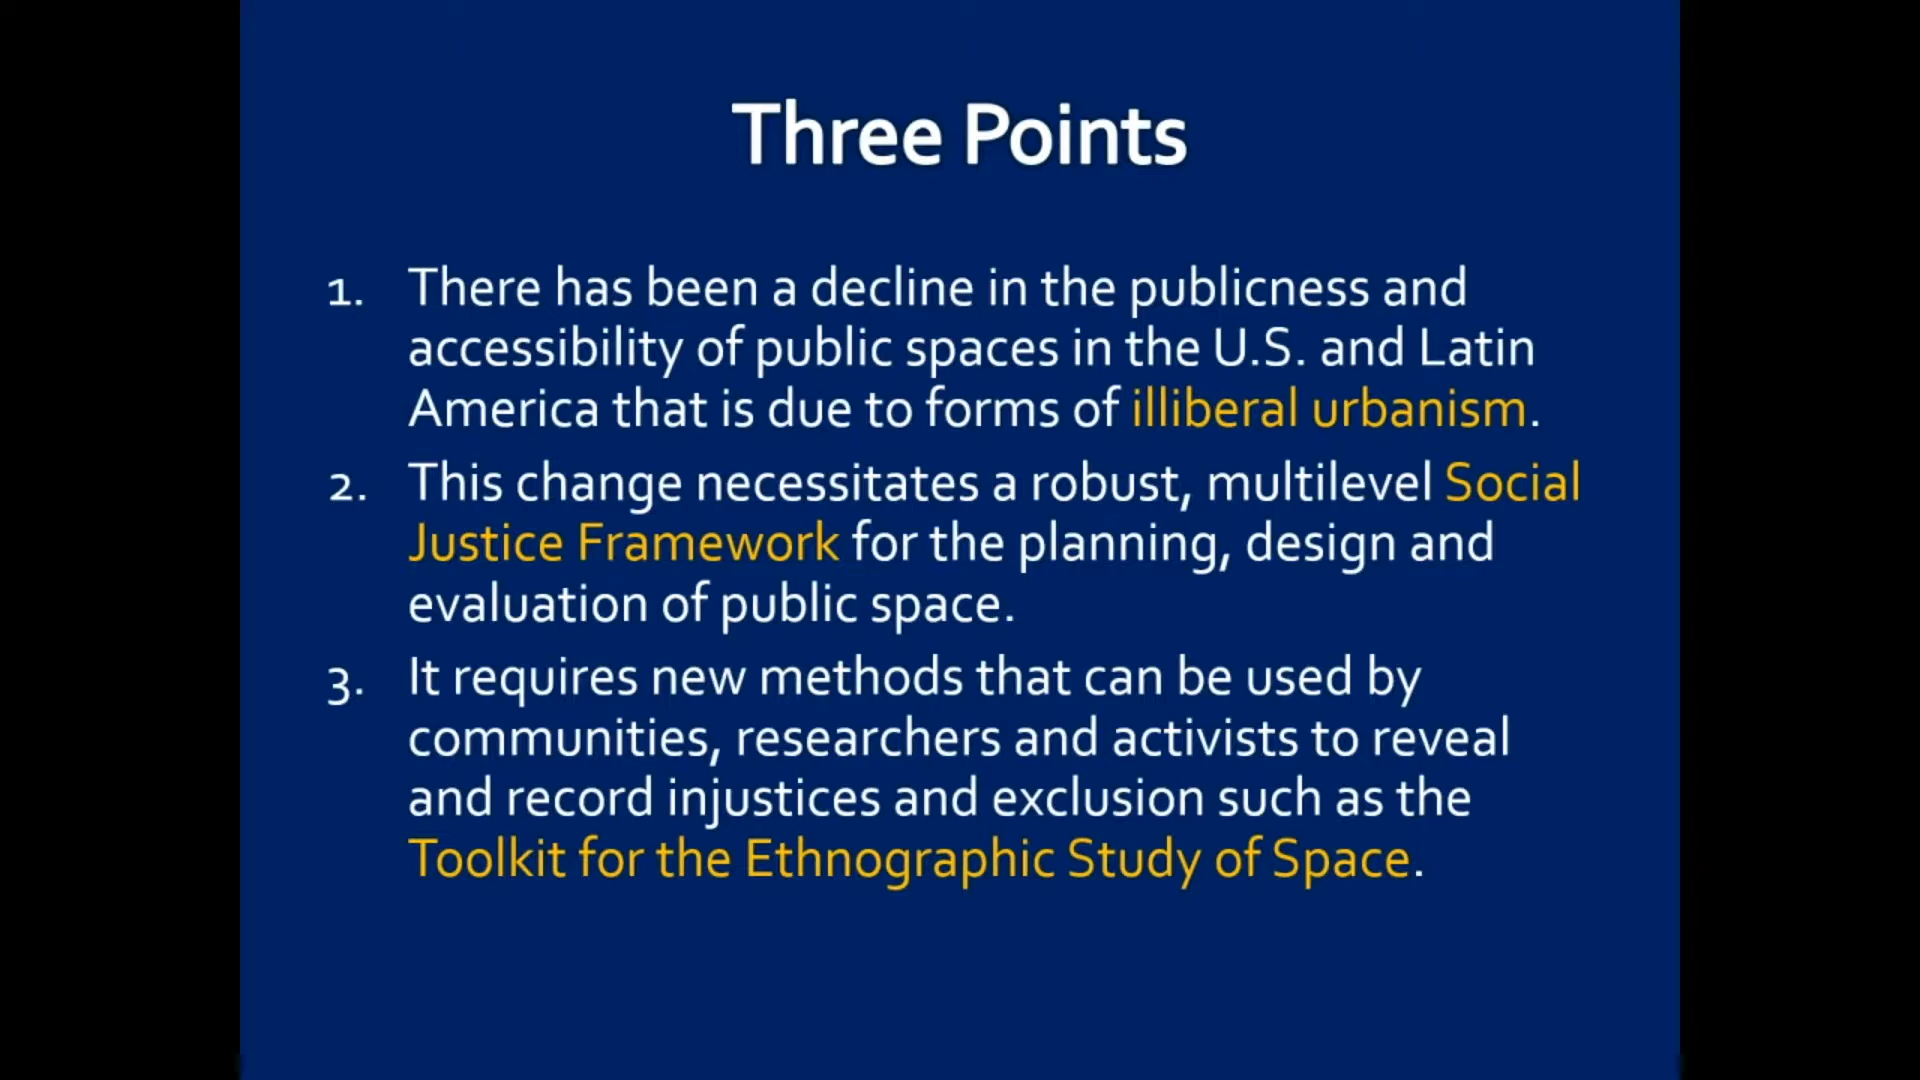 Three Points
1. There has been a decline in the publicness and
accessibility of public spaces in the U.S. and Latin
America that is due to forms of illiberal urbanism.
2. This change necessitates a robust, multilevel Social
Justice Framework for the planning, design and
evaluation of public space.
3. It requires new methods that can be used by
communities, researchers and activists to reveal
and record injustices and exclusion such as the
Toolkit for the Ethnographic Study of Space.